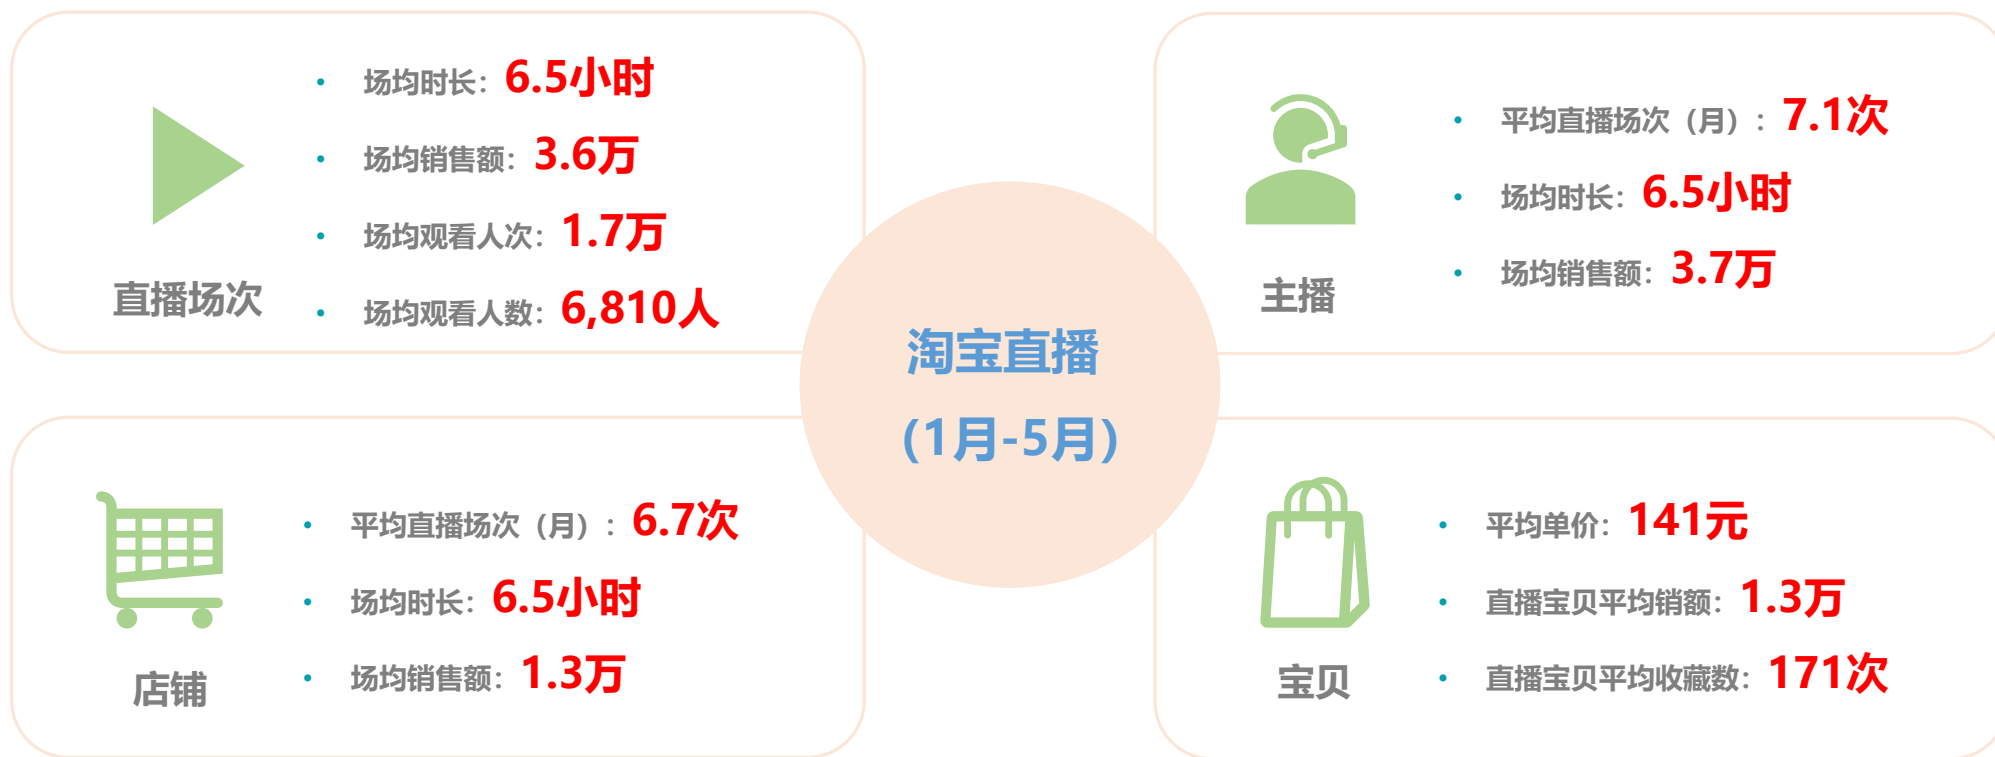 场均时长：6.5小时
场均销售额：3.6万
场均观看人次：1.7万
场均观看人数：6,810人
直播场次
平均直播场次（月）：7.1次
场均时长：6.5小时
场均销售额：3.7万
主播
淘宝直播
(1月-5月)
平均直播场次（月）：6.7次
场均时长：6.5小时
场均销售额：1.3万
店铺
平均单价：141元
直播宝贝平均销额：1.3万
直播宝贝平均收藏数：171次
宝贝